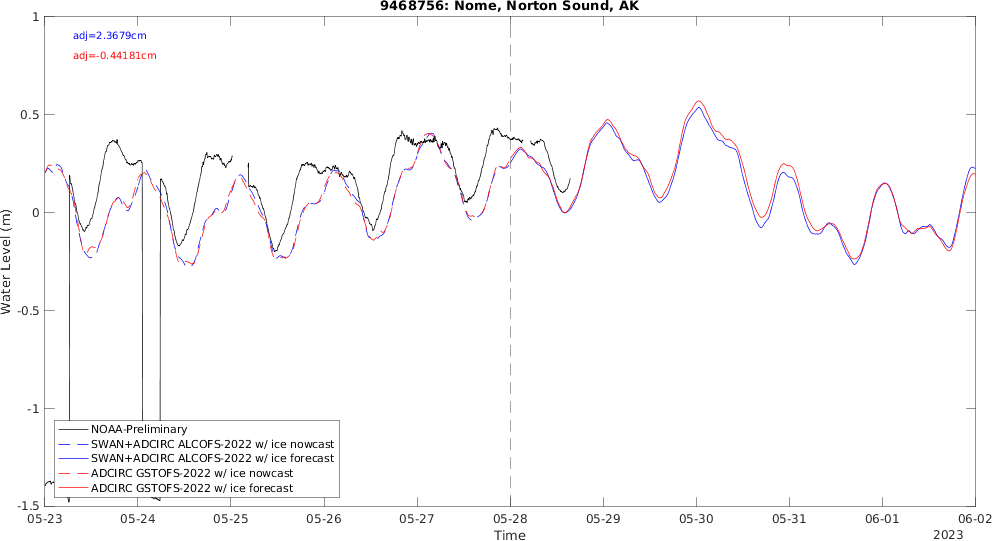 9468756: Nome, Norton Sound, AK
adj=2.3679cm
adj=-0.44181cm
1
0.5
0
-0.5
-1
-1.5
Water Level (m)
NOAA-Preliminary
SWAN+ADCIRC ALCOFS-2022 w/ ice nowcast
SWAN+ADCIRC ALCOFS-2022 w/ ice forecast
ADCIRC GSTOFS-2022 w/ ice nowcast
ADCIRC GSTOFS-2022 w/ ice forecast
05-23 05-24 05-25 05-26 05-27 05-28 05-29 05-30 05-31 06-01 06-02
Time
2023